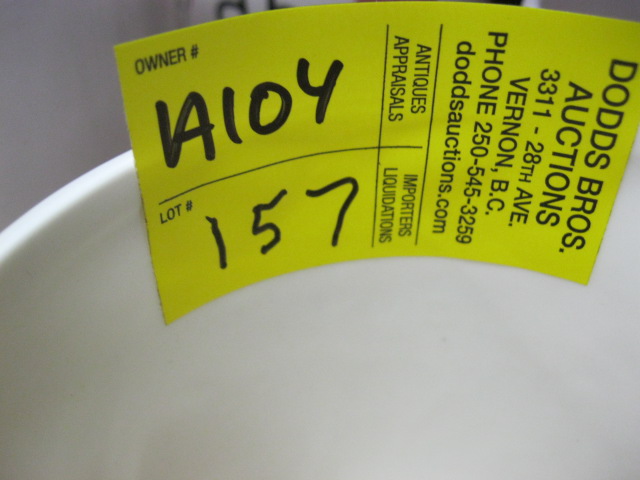 OWNER #
1A104
LOT #
157
ANTIQUES
APPRAISALS
IMPORTERS
LIQUIDATIONS
DODDS BROS.
AUCTIONS
3311 - 28TH AVE.
VERNON, B.C.
PHONE 250-545-3259
doddsauctions.com